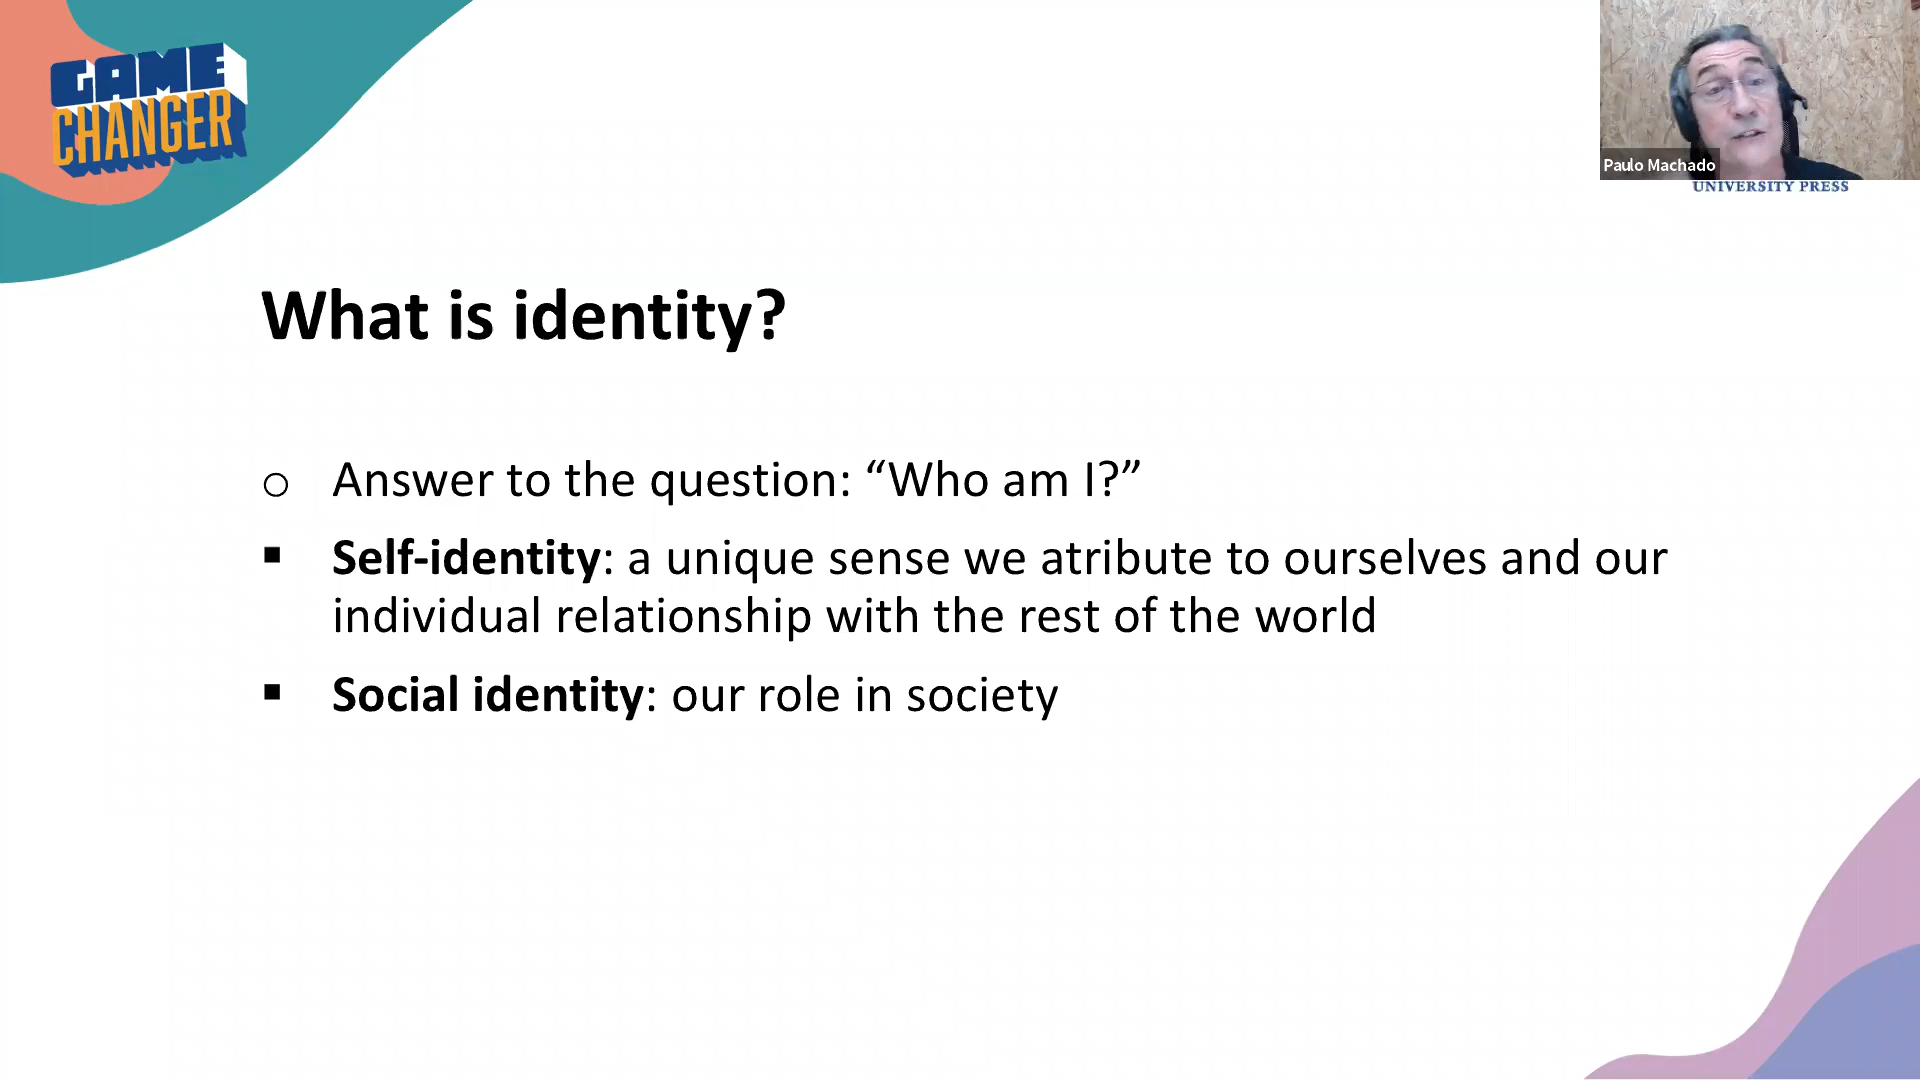 GAME
CHANGER
Paulo Machado
UNIVERSITY PRESS
What is identity?
o Answer to the question: “Who am I?”
▪ Self-identity: a unique sense we atribute to ourselves and our
individual relationship with the rest of the world
▪ Social identity: our role in society